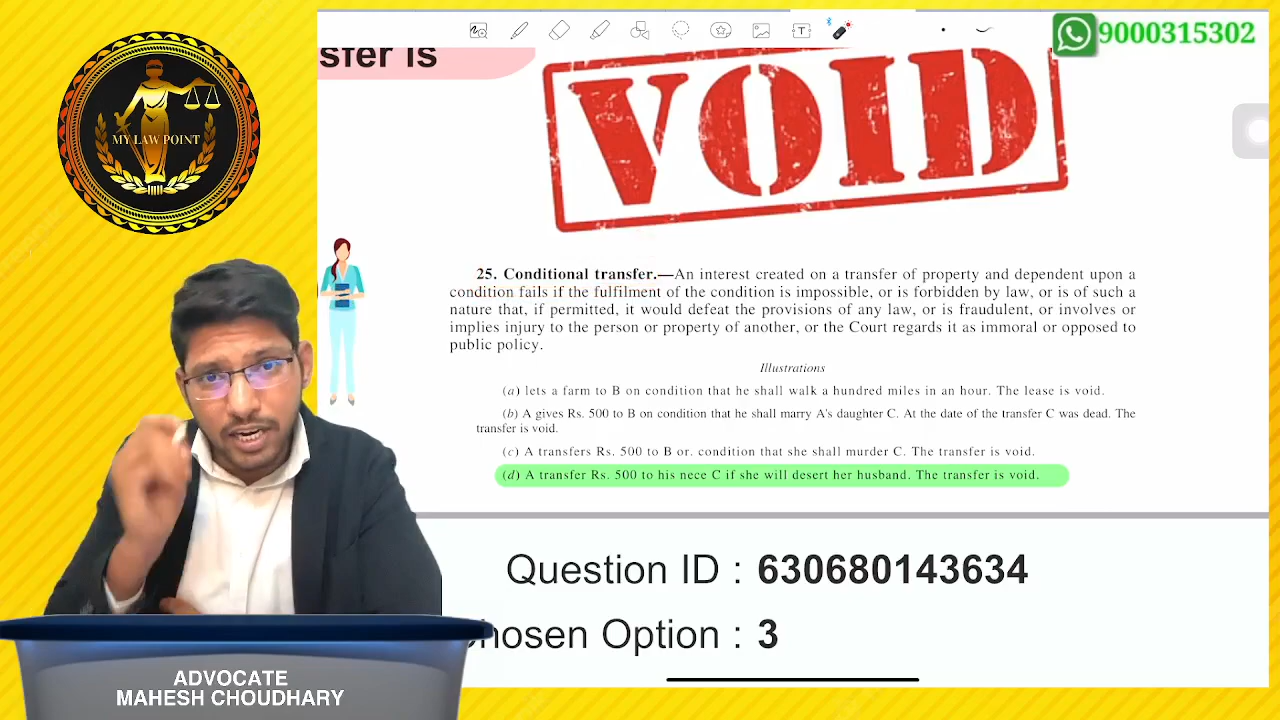 sfer is
VOID
9000315302
MY LAW POINT
25. Conditional transfer.—An interest created on a transfer of property and dependent upon a
condition fails if the fulfilment of the condition is impossible, or is forbidden by law, or is of such a
nature that, if permitted, it would defeat the provisions of any law, or is fraudulent, or involves or
implies injury to the person or property of another, or the Court regards it as immoral or opposed to
public policy.
Illustrations
(a) lets a farm to B on condition that he shall walk a hundred miles in an hour. The lease is void.
(b) A gives Rs. 500 to B on condition that he shall marry A's daughter C. At the date of the transfer C was dead. The
transfer is void.
(c) A transfers Rs. 500 to B or. condition that she shall murder C. The transfer is void.
(d) A transfer Rs. 500 to his nece C if she will desert her husband. The transfer is void.
Question ID : 630680143634
hosen Option : 3
ADVOCATE
MAHESH CHOUDHARY